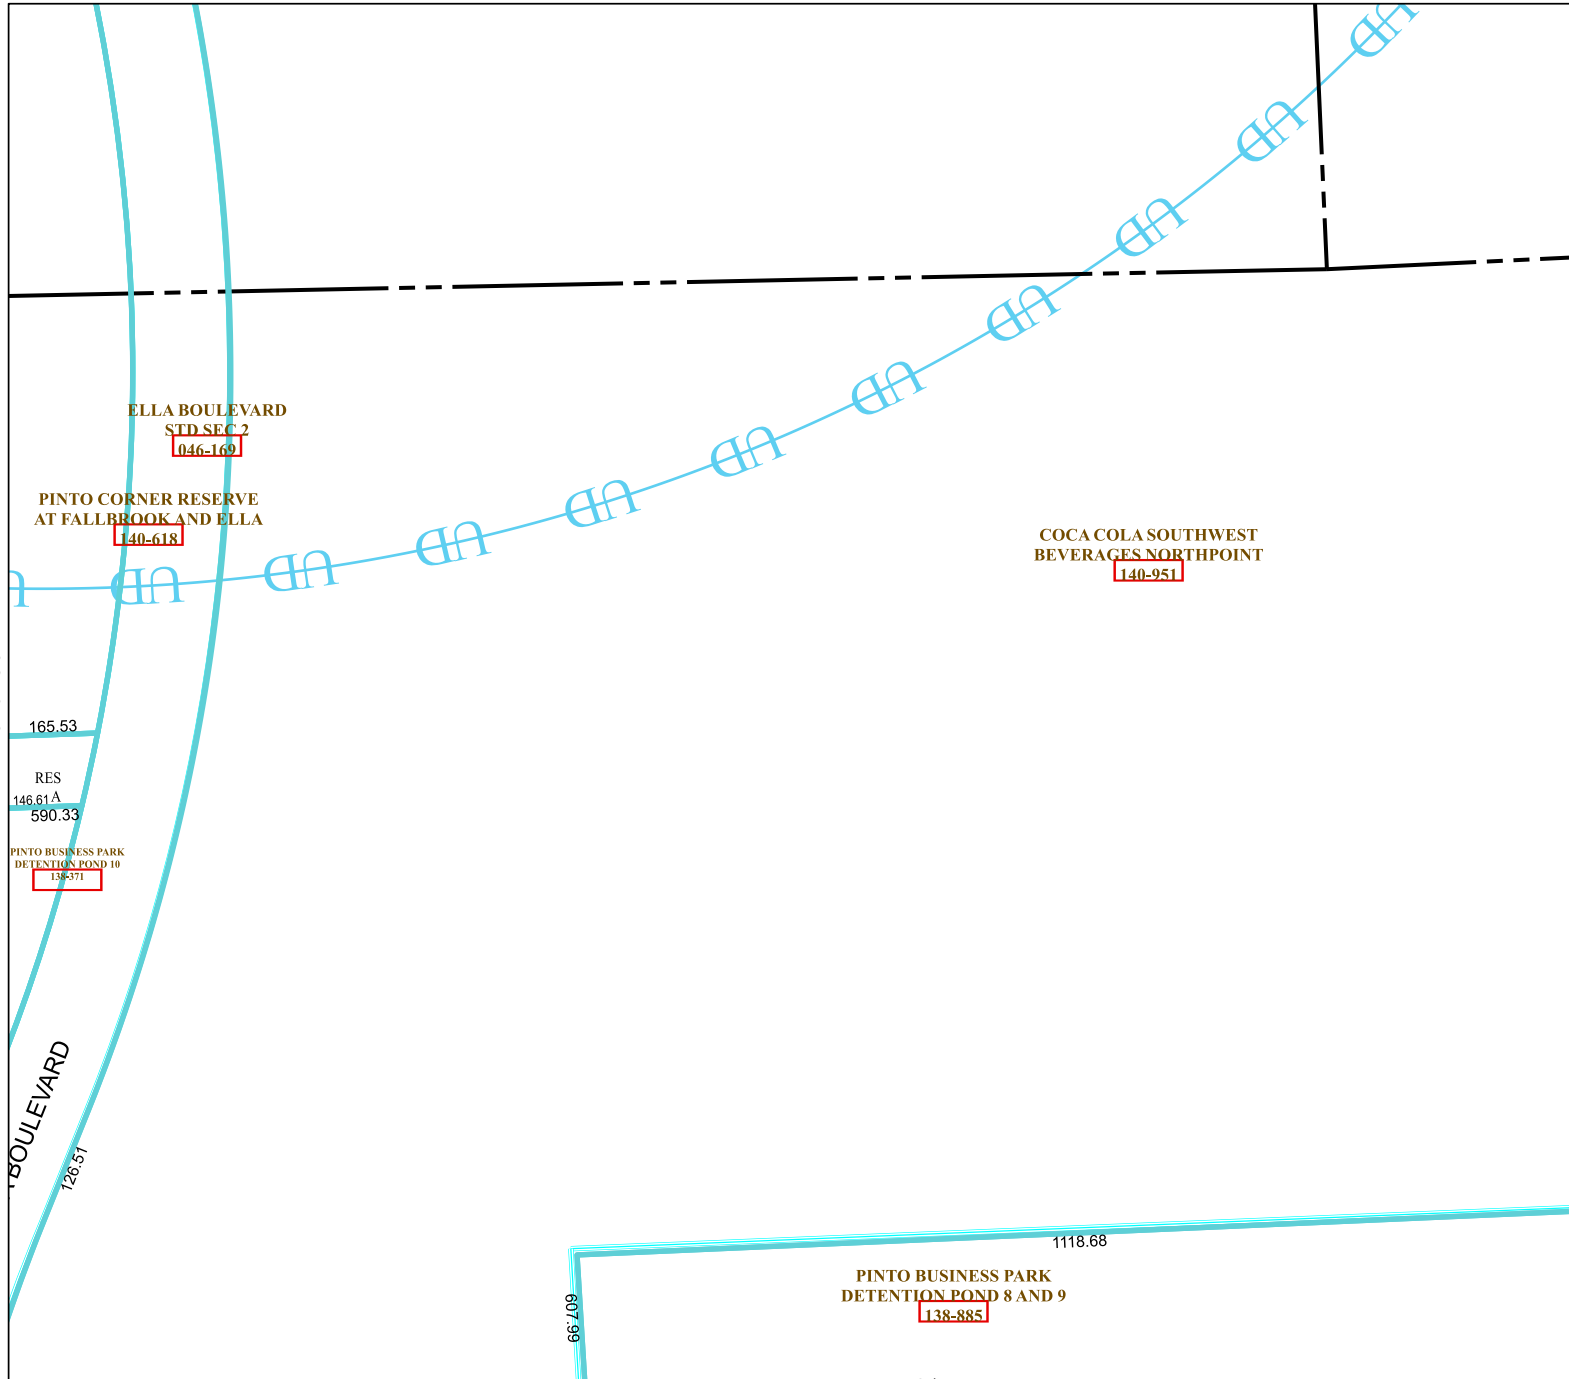 ELLA BOULEVARD
STD SEC 2
046-169
PINTO CORNER RESERVE
AT FALLBROOK AND ELLA
140-618
COCA COLA SOUTHWEST
BEVERAGES NORTHPOINT
140-951
165.53
RES
A
146.61
590.33
PINTO BUSINESS PARK
DETENTION POND 10
138-371
BOULEVARD
126.51
1118.68
607.99
PINTO BUSINESS PARK
DETENTION POND 8 AND 9
138-885